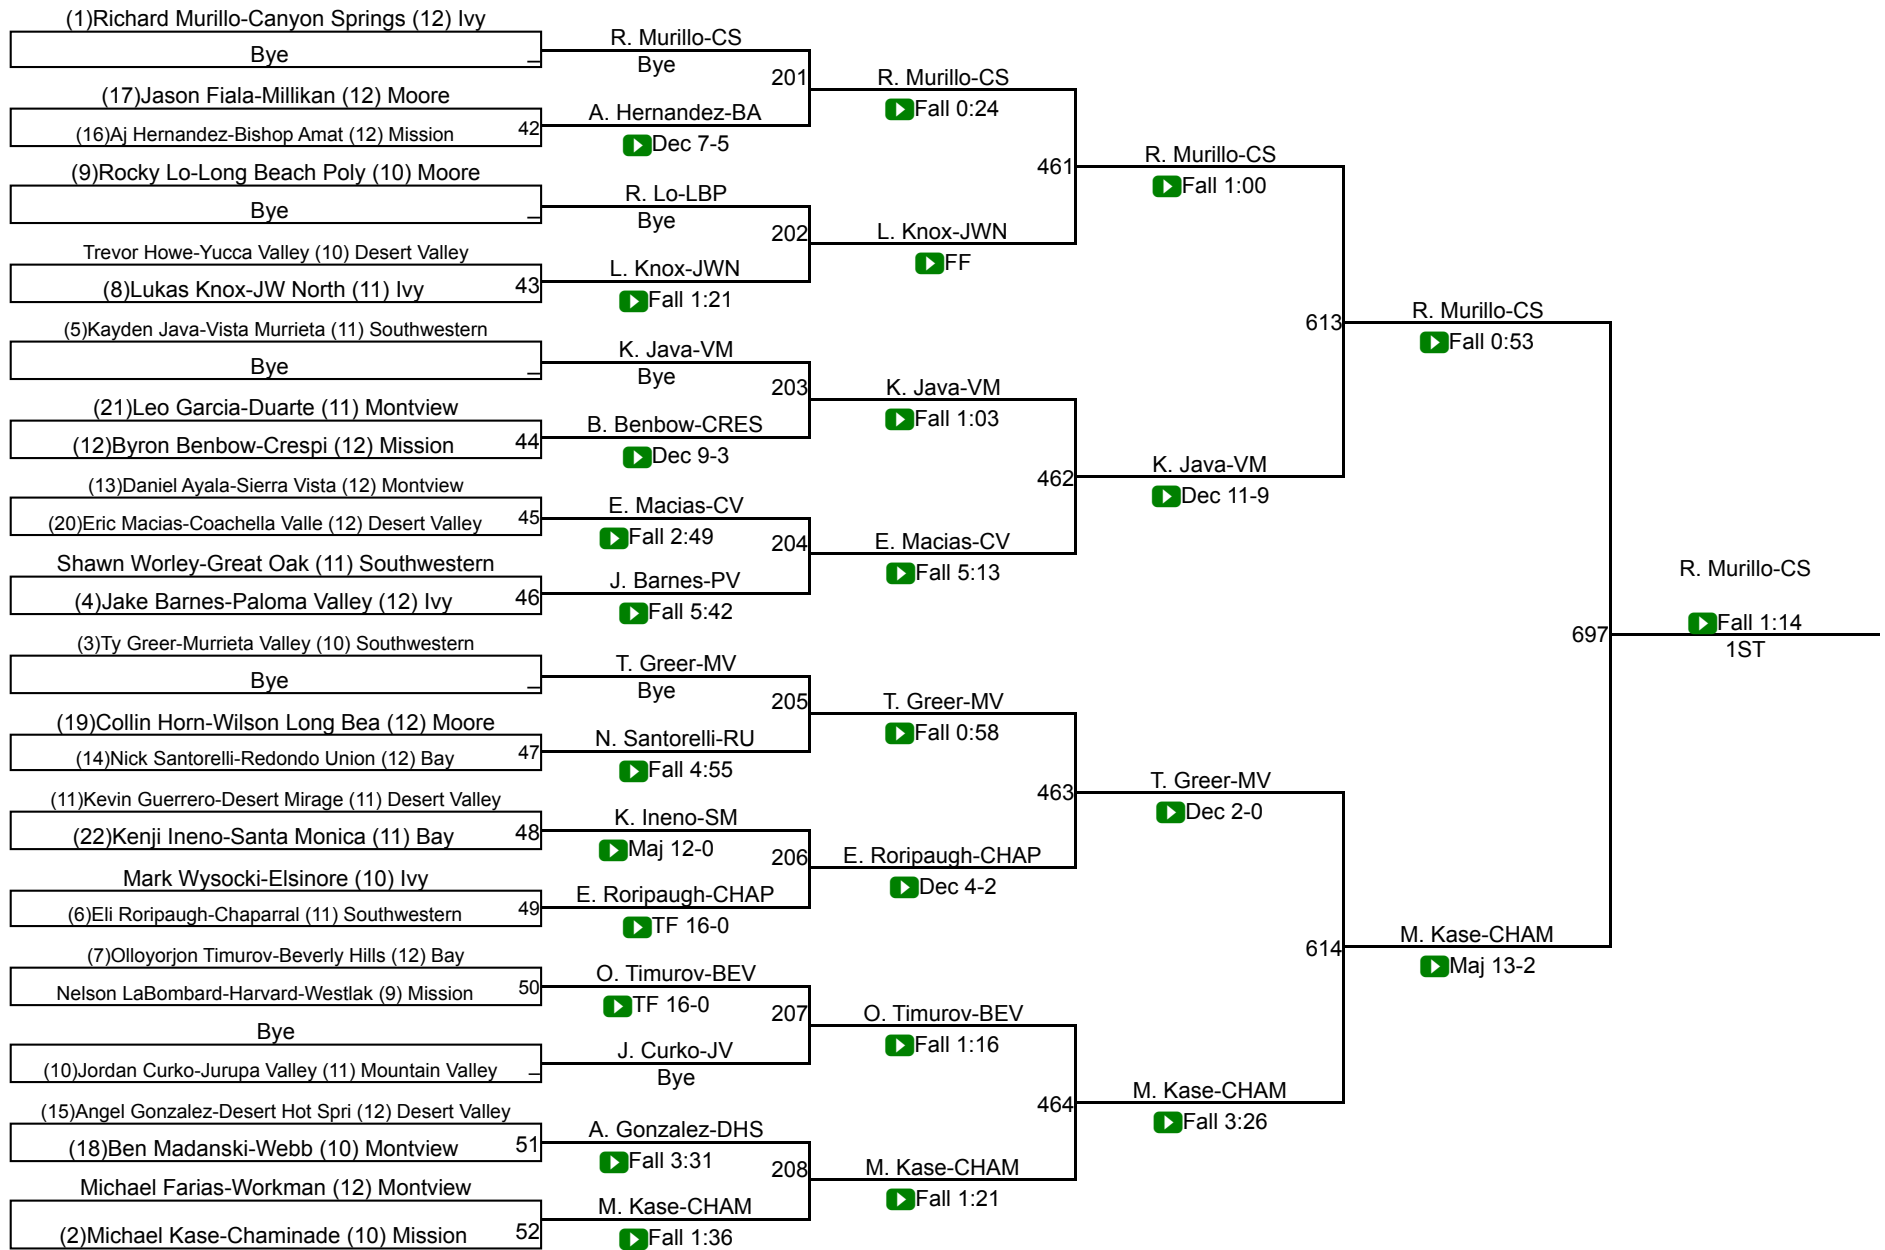 (1)Richard Murillo-Canyon Springs (12) Ivy
Bye
(17)Jason Fiala-Millikan (12) Moore
(16)Aj Hernandez-Bishop Amat (12) Mission 42
(9)Rocky Lo-Long Beach Poly (10) Moore
Bye
Trevor Howe-Yucca Valley (10) Desert Valley
(8)Lukas Knox-JW North (11) Ivy 43
(5)Kayden Java-Vista Murrieta (11) Southwestern
Bye
(21)Leo Garcia-Duarte (11) Montview
(12)Byron Benbow-Crespi (12) Mission 44
(13)Daniel Ayala-Sierra Vista (12) Montview
(20)Eric Macias-Coachella Valle (12) Desert Valley 45
Shawn Worley-Great Oak (11) Southwestern
(4)Jake Barnes-Paloma Valley (12) Ivy 46
(3)Ty Greer-Murrieta Valley (10) Southwestern
Bye
(19)Collin Horn-Wilson Long Bea (12) Moore
(14)Nick Santorelli-Redondo Union (12) Bay 47
(11)Kevin Guerrero-Desert Mirage (11) Desert Valley
(22)Kenji Ineno-Santa Monica (11) Bay 48
Mark Wysocki-Elsinore (10) Ivy
(6)Eli Roripaugh-Chaparral (11) Southwestern 49
(7)Olloyorjon Timurov-Beverly Hills (12) Bay
Nelson LaBombard-Harvard-Westlak (9) Mission 50
Bye
(10)Jordan Curko-Jurupa Valley (11) Mountain Valley
(15)Angel Gonzalez-Desert Hot Spri (12) Desert Valley
(18)Ben Madanski-Webb (10) Montview 51
Michael Farias-Workman (12) Montview
(2)Michael Kase-Chaminade (10) Mission 52
R. Murillo-CS
Bye
201
A. Hernandez-BA
Dec 7-5
R. Lo-LBP
Bye
202
L. Knox-JWN
Fall 1:21
K. Java-VM
Bye
203
B. Benbow-CRES
Dec 9-3
E. Macias-CV
Fall 2:49
204
J. Barnes-PV
Fall 5:42
T. Greer-MV
Bye
205
N. Santorelli-RU
Fall 4:55
K. Ineno-SM
Maj 12-0
206
E. Roripaugh-CHAP
TF 16-0
O. Timurov-BEV
TF 16-0
207
J. Curko-JV
Bye
A. Gonzalez-DHS
Fall 3:31
208
M. Kase-CHAM
Fall 1:36
R. Murillo-CS
Fall 0:24
461
L. Knox-JWN
FF
K. Java-VM
Fall 1:03
462
E. Macias-CV
Fall 5:13
T. Greer-MV
Fall 0:58
463
E. Roripaugh-CHAP
Dec 4-2
O. Timurov-BEV
Fall 1:16
464
M. Kase-CHAM
Fall 1:21
R. Murillo-CS
Fall 1:00
613
K. Java-VM
Dec 11-9
T. Greer-MV
Dec 2-0
614
M. Kase-CHAM
Fall 3:26
R. Murillo-CS
Fall 0:53
697
M. Kase-CHAM
Maj 13-2
R. Murillo-CS
Fall 1:14
1ST